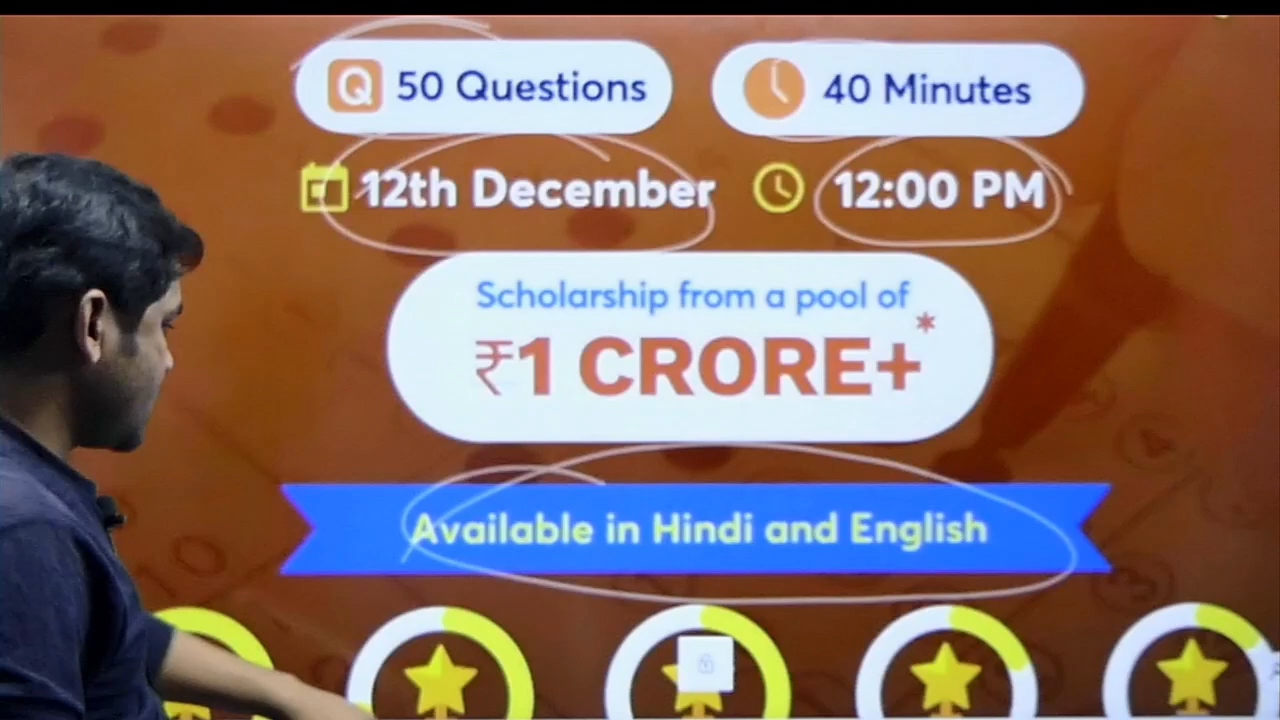 Q 50 Questions
40 Minutes
12th December
12:00 PM
Scholarship from a pool of
₹1 CRORE+*
Available in Hindi and English